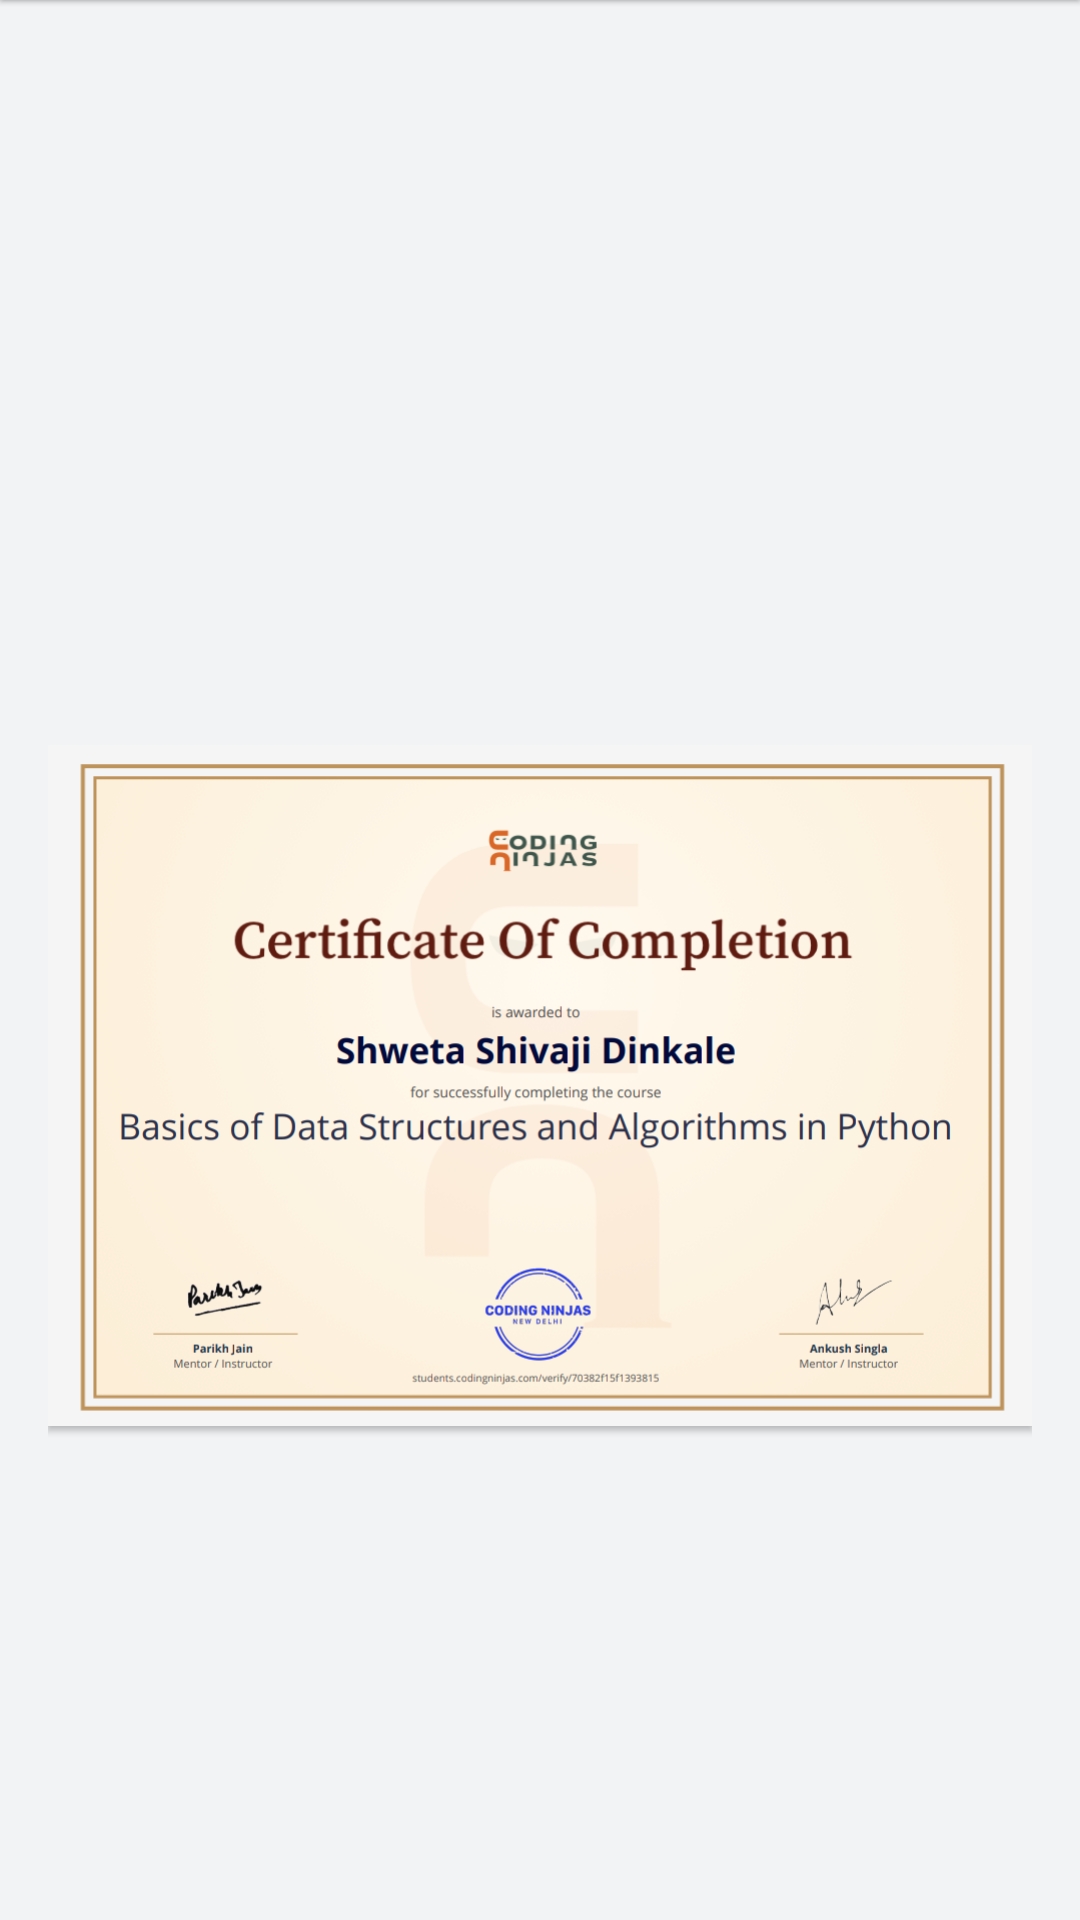 CODING
NINJAS
Certificate Of Completion
is awarded to
Shweta Shivaji Dinkale
for successfully completing the course
Basics of Data Structures and Algorithms in Python
Parikh Jain
CODING NINJAS
NEW DELHI
Parikh Jain
Mentor / Instructor
Ankush Singla
Mentor / Instructor
students.codingninjas.com/verify/70382f15f1393815